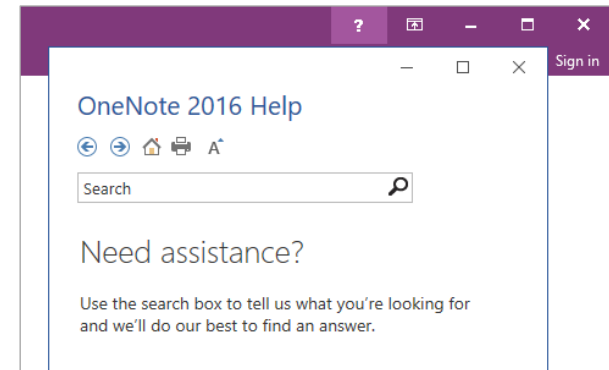 ?
Sign in
OneNote 2016 Help
A
Search
Need assistance?
Use the search box to tell us what you’re looking for
and we’ll do our best to find an answer.